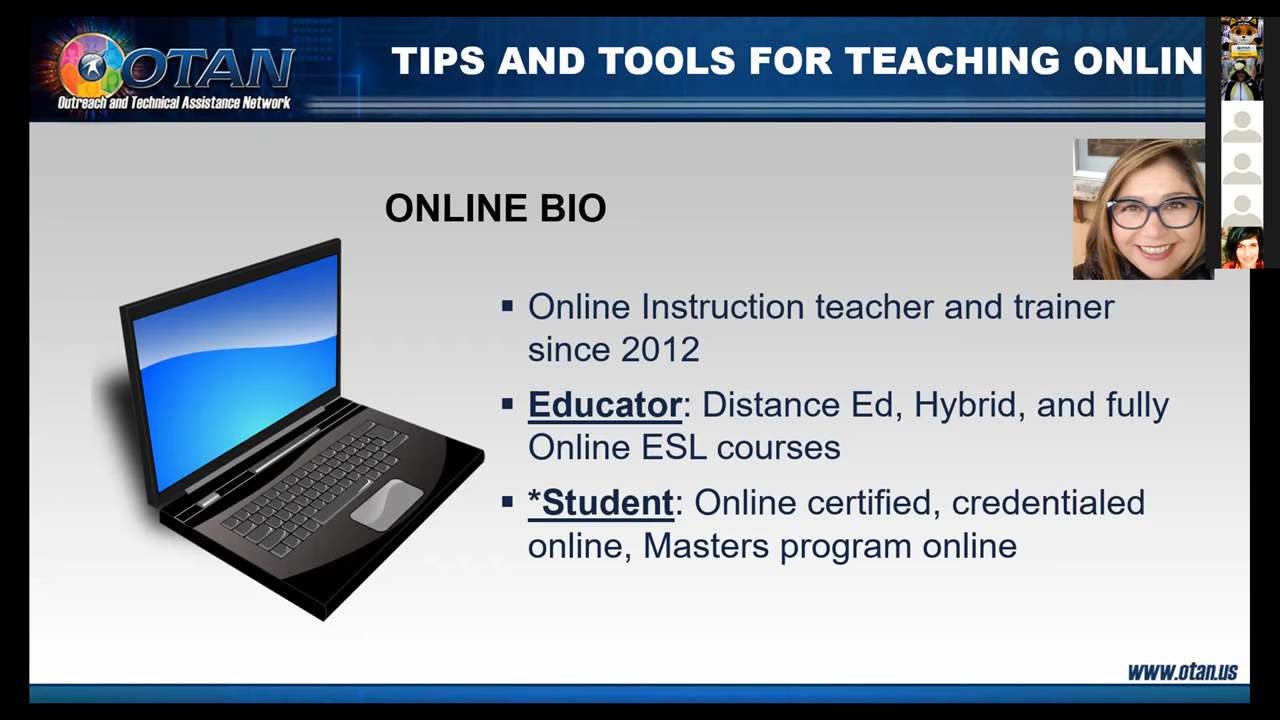 OTAN
Outreach and Technical Assistance Network
TIPS AND TOOLS FOR TEACHING ONLIN
ONLINE BIO
▪ Online Instruction teacher and trainer
since 2012
▪ Educator: Distance Ed, Hybrid, and fully
Online ESL courses
▪ *Student: Online certified, credentialed
online, Masters program online
www.otan.us